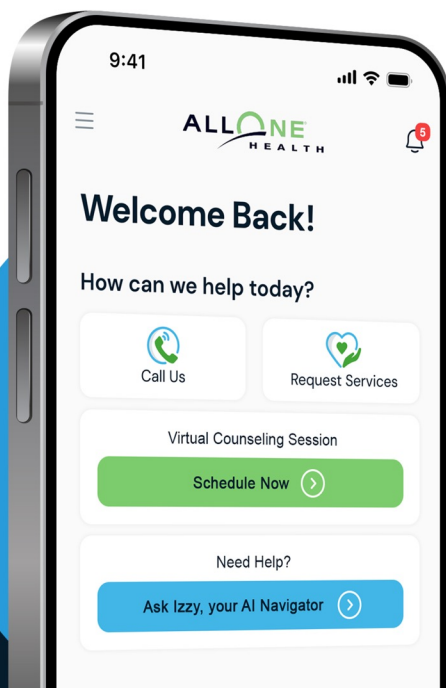 9:41
5
ALLONE
HEALTH
Welcome Back!
How can we help today?
Call Us
Request Services
Virtual Counseling Session
Schedule Now
Need Help?
Ask Izzy, your AI Navigator